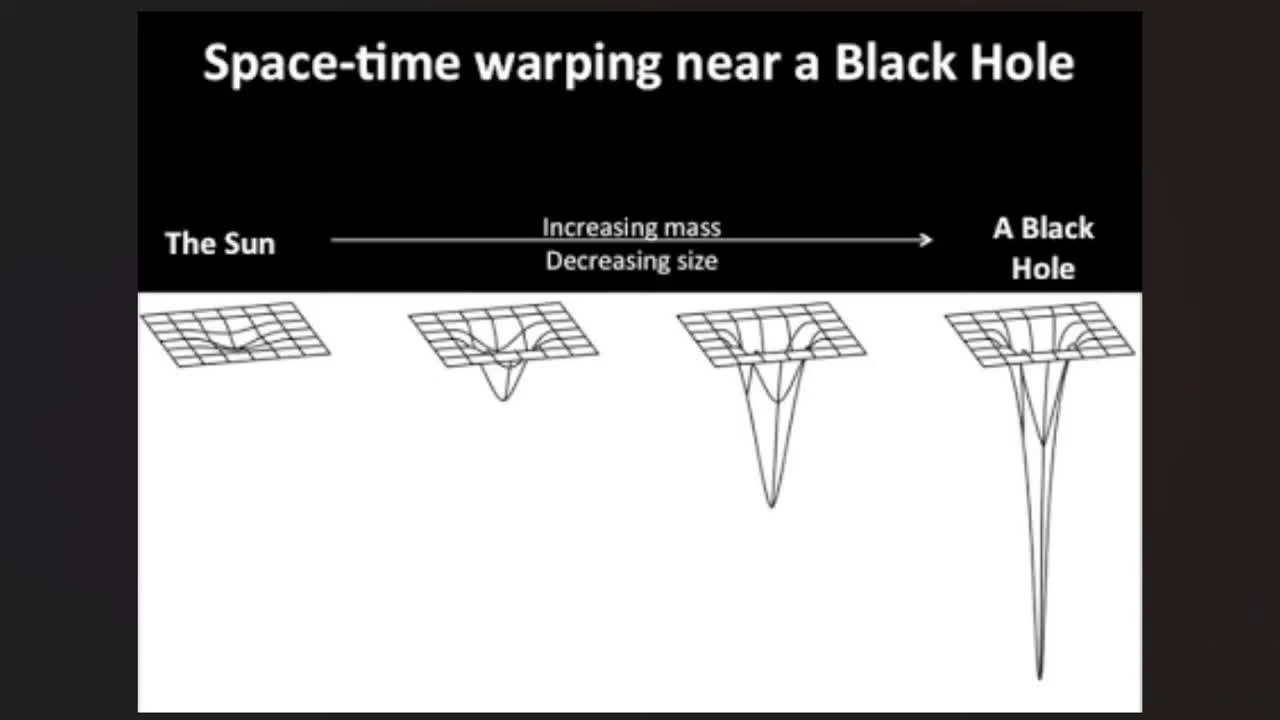 Space-time warping near a Black Hole
The Sun
Increasing mass
Decreasing size
A Black
Hole